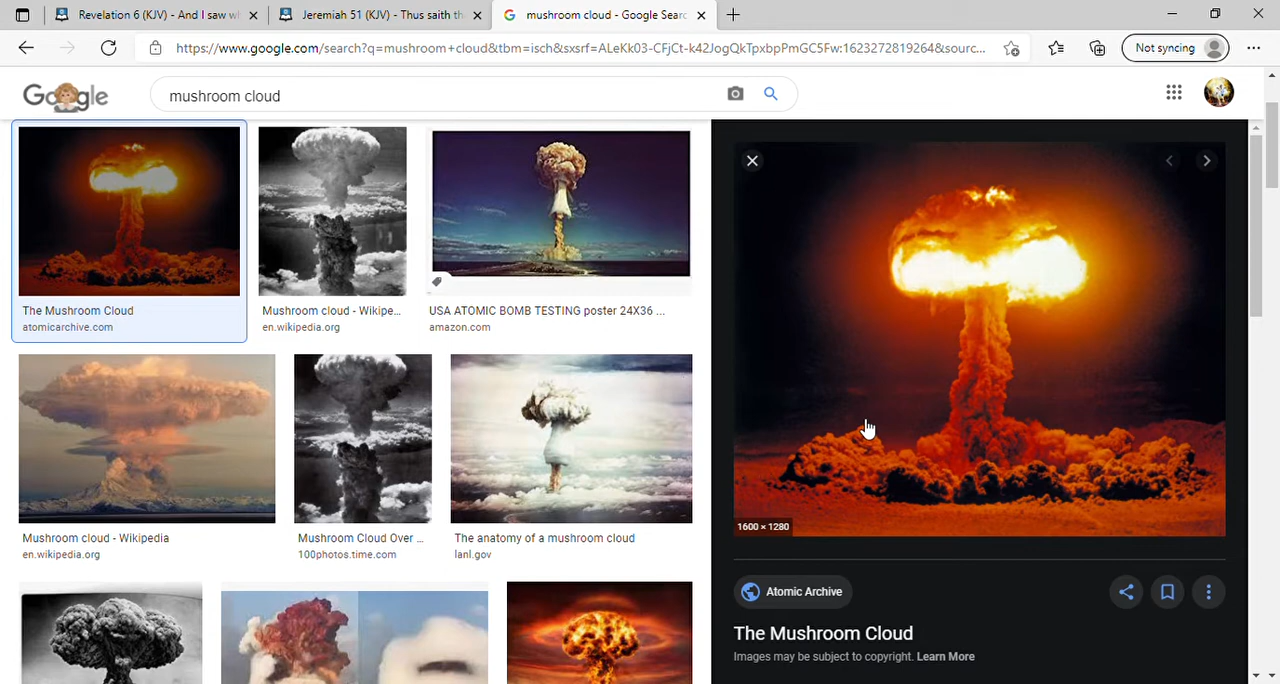 Revelation 6 (KJV) - And I saw wh
Jeremiah 51 (KJV) - Thus saith th
mushroom cloud - Google Searc
https://www.google.com/search?q=mushroom+cloud&tbm=isch&sxsrf=ALeKk03-CFjCt-k42JogQkTpxbpPmGC5Fw:1623272819264&sourc...
Not syncing
Google
mushroom cloud
The Mushroom Cloud
atomicarchive.com
Mushroom cloud - Wikipe...
en.wikipedia.org
USA ATOMIC BOMB TESTING poster 24X36 ...
amazon.com
1600 × 1280
Mushroom cloud - Wikipedia
en.wikipedia.org
Mushroom Cloud Over ...
100photos.time.com
The anatomy of a mushroom cloud
lanl.gov
Atomic Archive
The Mushroom Cloud
Images may be subject to copyright. Learn More